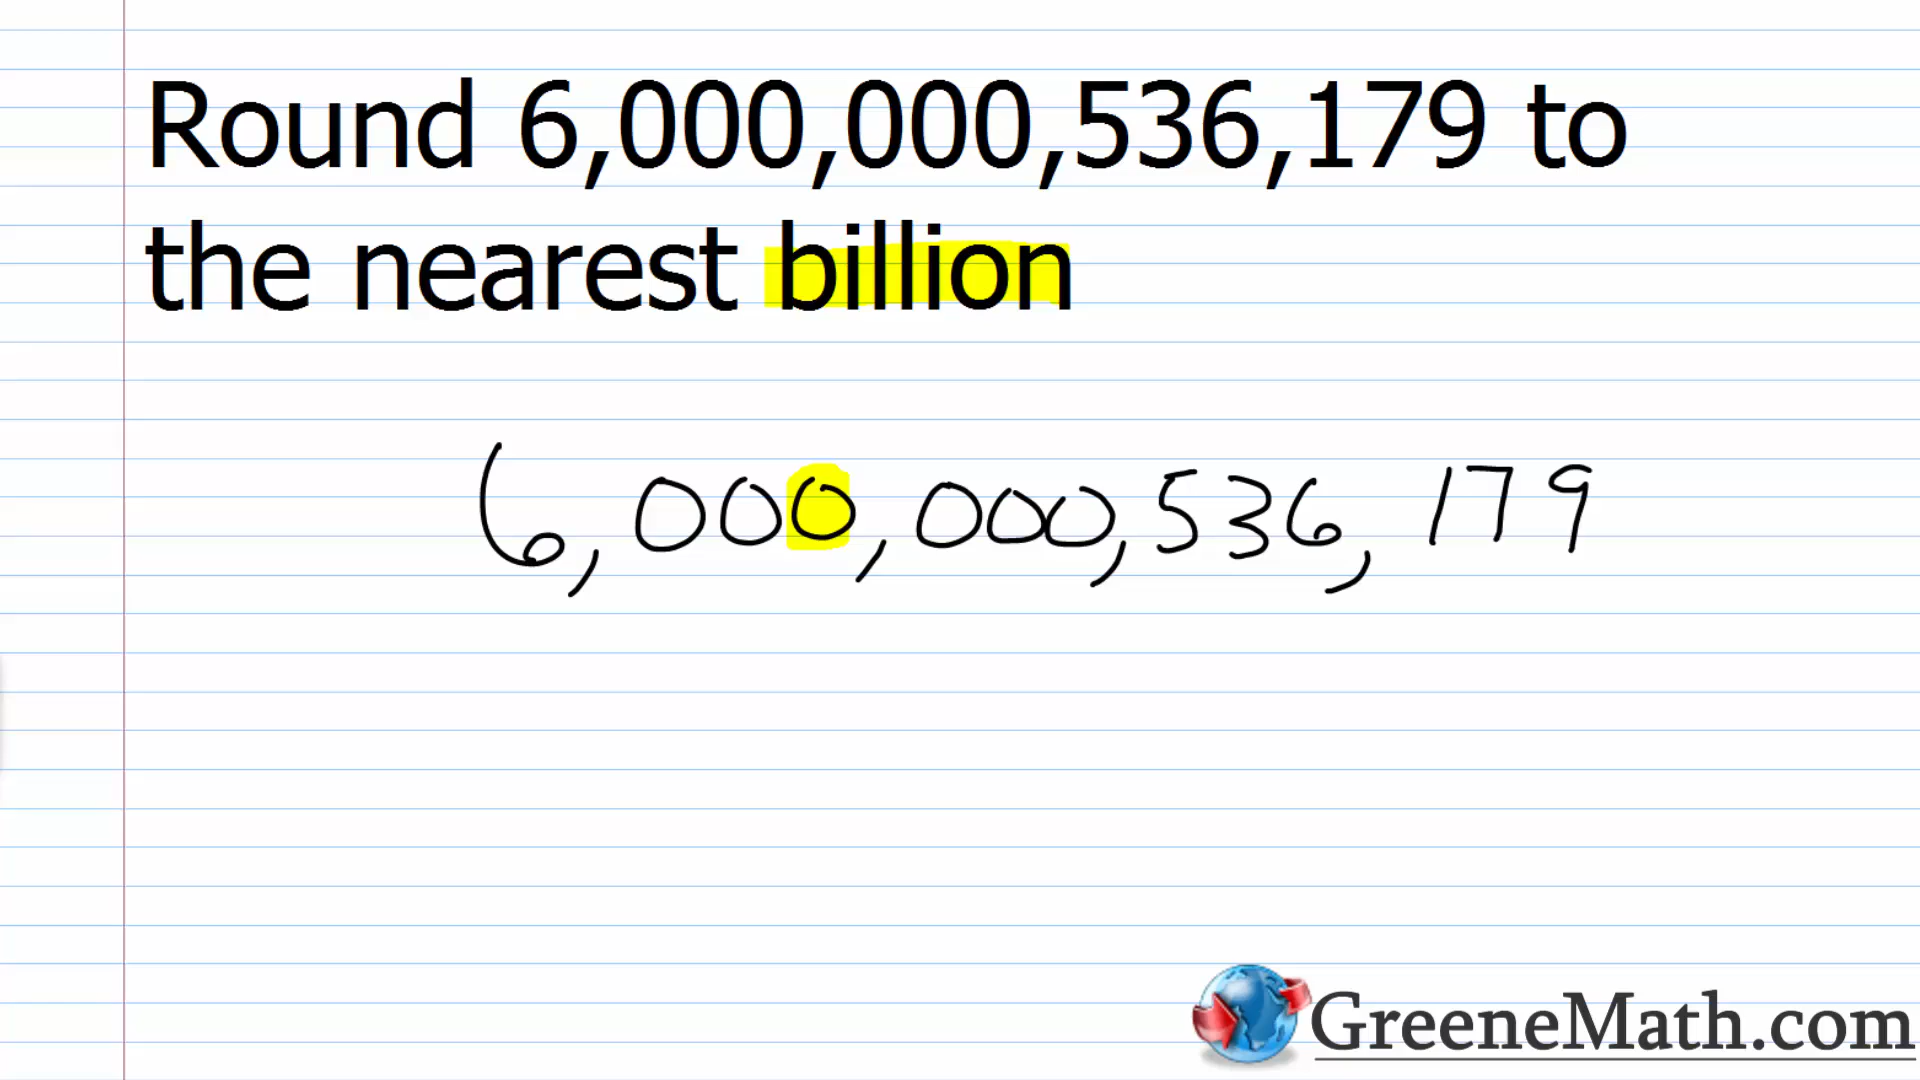 Round 6,000,000,536,179 to
the nearest billion
6,000,000,536,179
GreeneMath.com